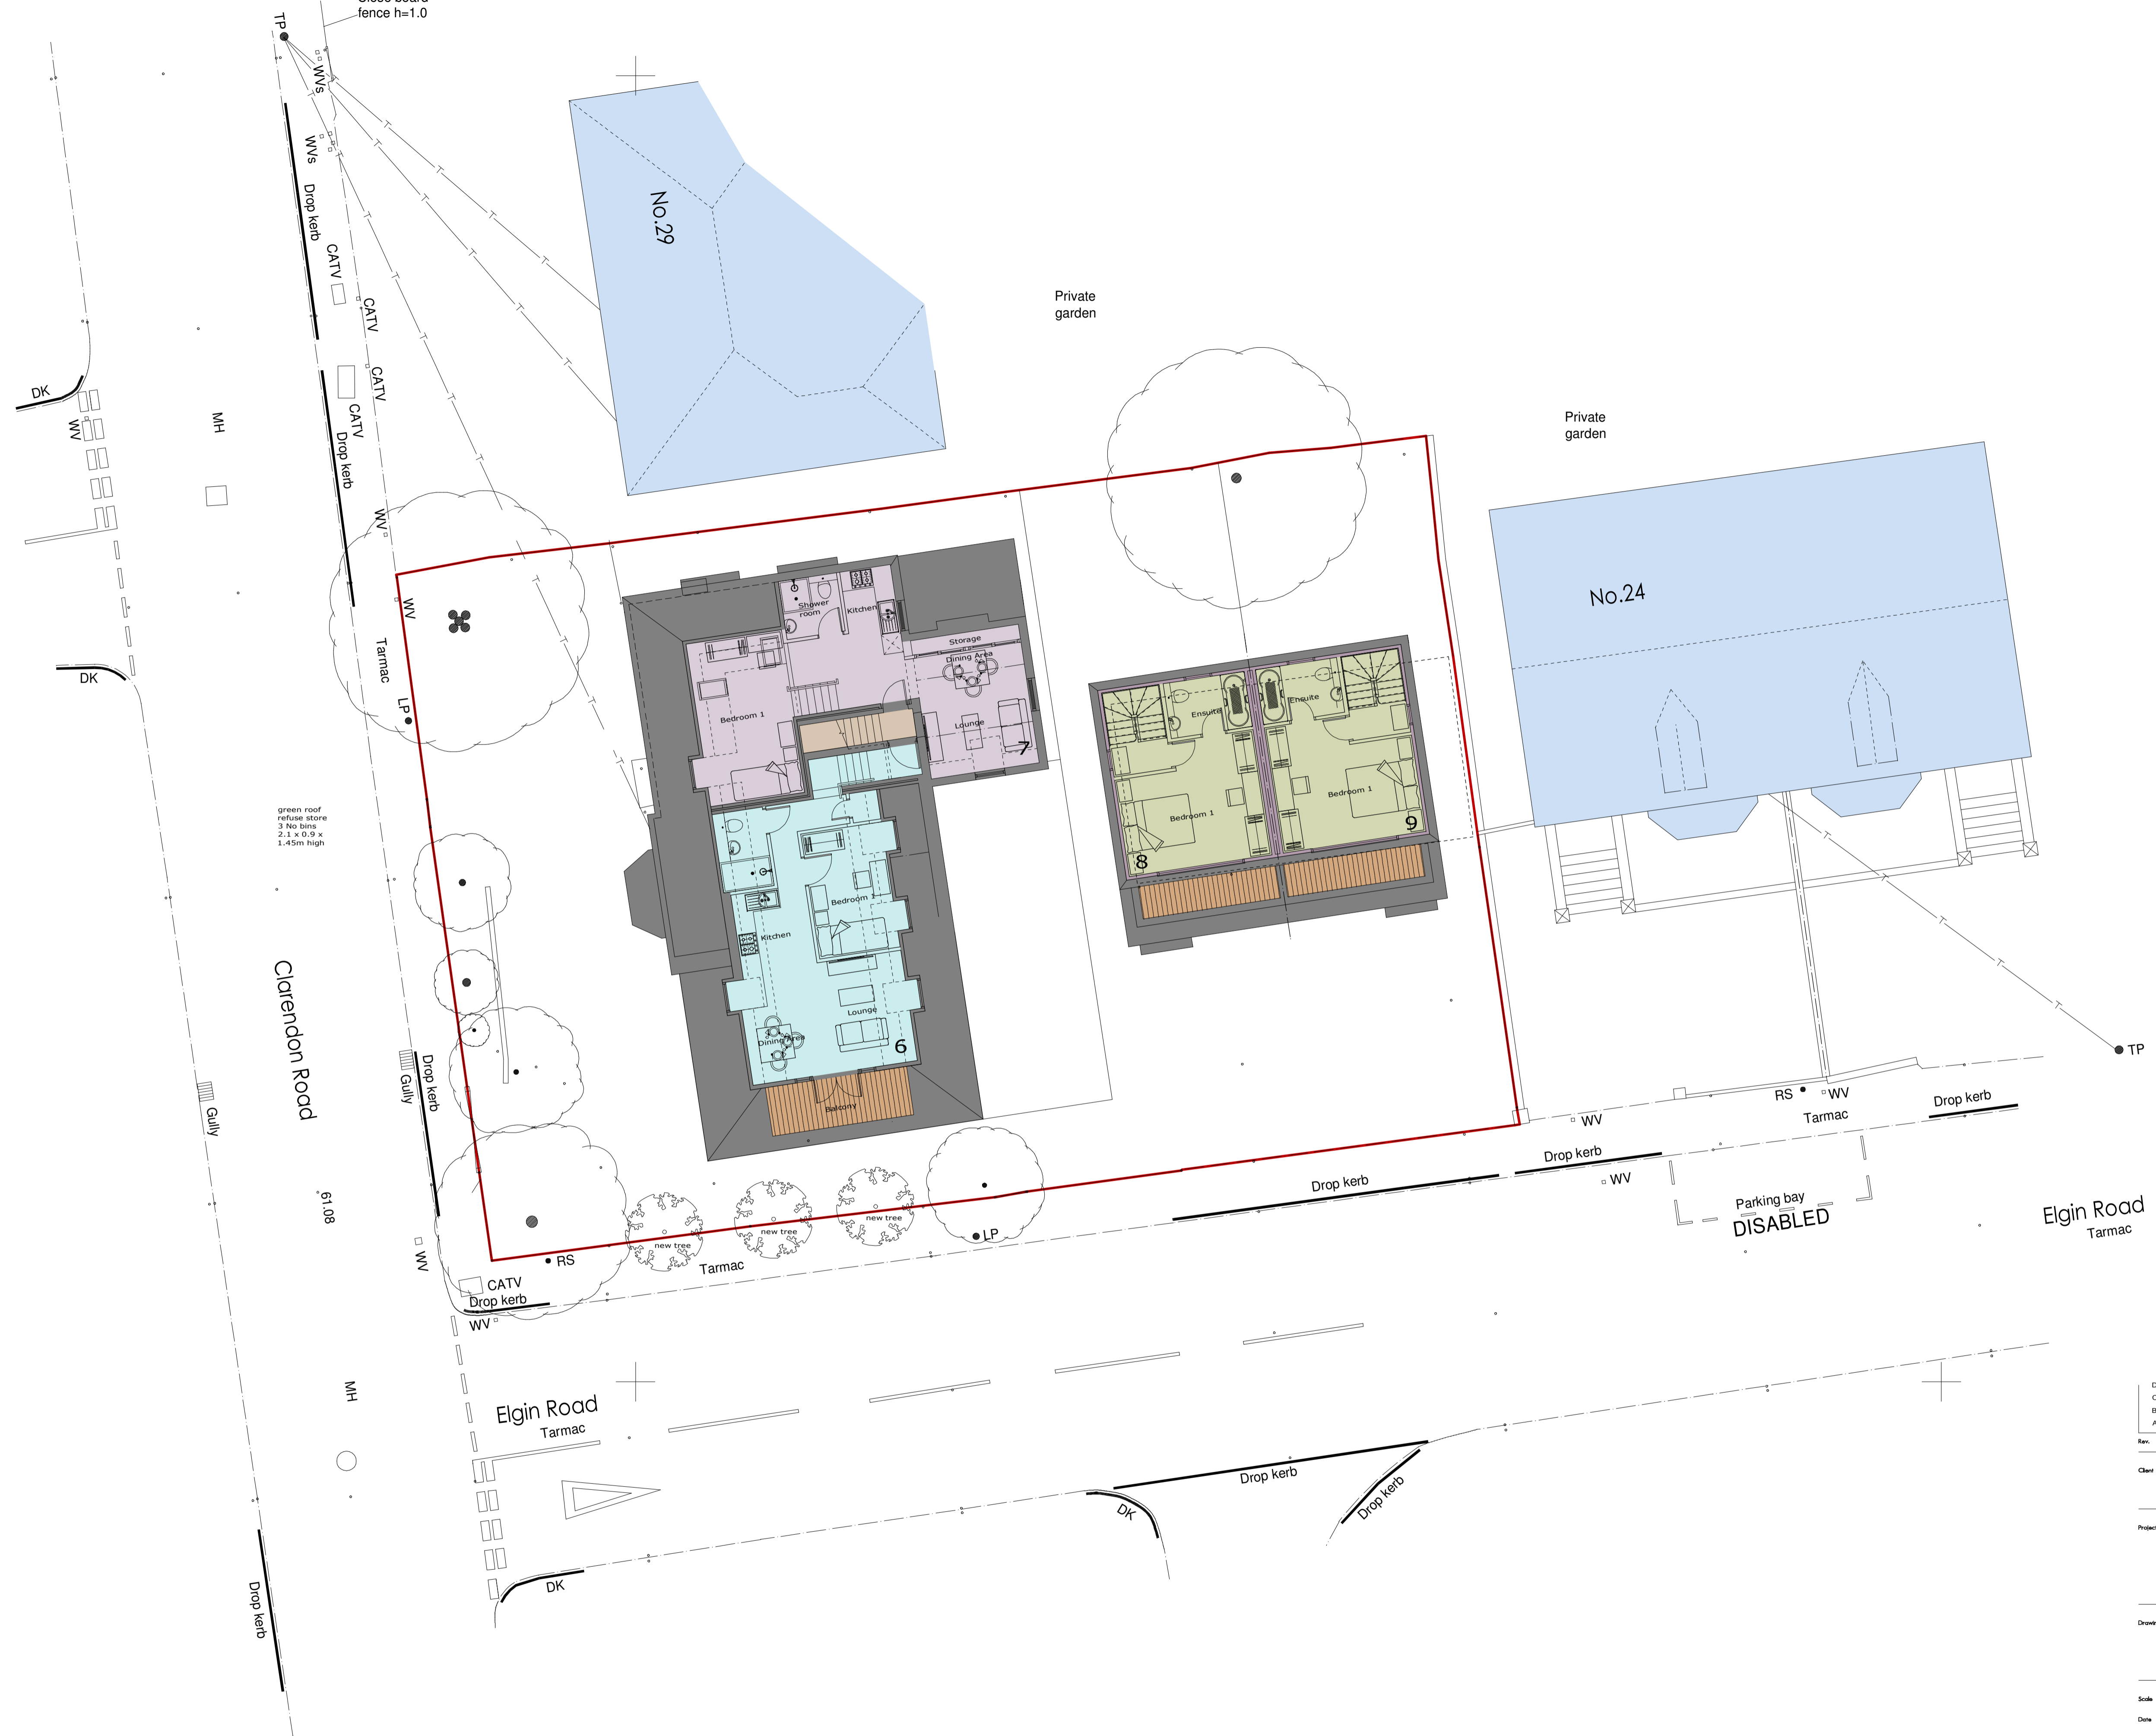 fence h=1.0
TP
WVs
WVs
Drop kerb
CATV
CATV
CATV
CATV
Drop kerb
WV
WV
Tarmac
LP
DK
WV
MH
DK
No.29
Private
garden
Private
garden
No.24
Shower
room
Kitchen
Storage
Dining Area
Bedroom 1
Lounge
7
Ensuite
Ensuite
Bedroom 1
Bedroom 1
8
9
green roof
refuse store
3 No bins
2.1 x 0.9 x
1.45m high
Bedroom 1
Kitchen
Lounge
Dining Area
6
Balcony
Clarendon Road
Gully
Gully
Drop kerb
61.08
WV
MH
Drop kerb
new tree
new tree
new tree
LP
RS
CATV
Drop kerb
WV
Tarmac
Drop kerb
Drop kerb
WV
WV
RS
WV
Tarmac
Drop kerb
TP
Parking bay
DISABLED
Elgin Road
Tarmac
Elgin Road
Tarmac
Drop kerb
Drop kerb
DK
DK
Rev.
Client
Project
Scale
Date